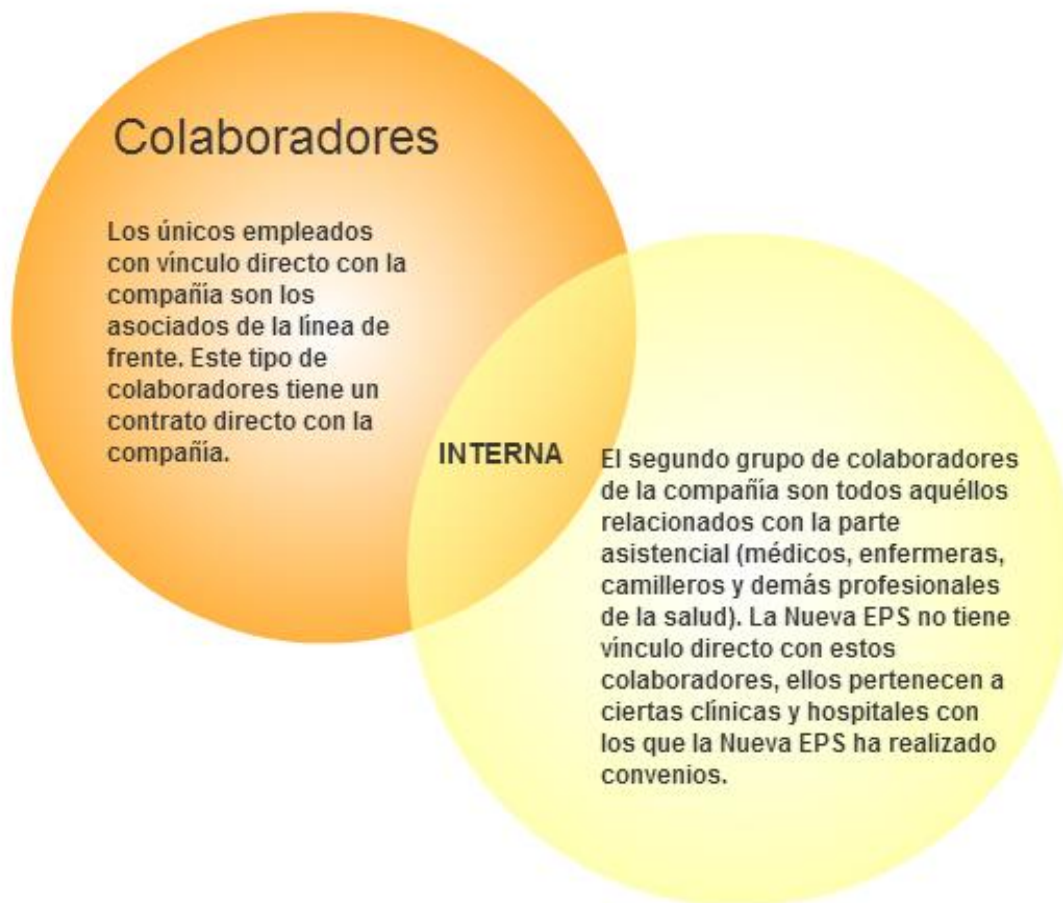 Colaboradores
Los únicos empleados
con vínculo directo con la
compañía son los
asociados de la línea de
frente. Este tipo de
colaboradores tiene un
contrato directo con la
compañía.
INTERNA
El segundo grupo de colaboradores
de la compañía son todos aquéllos
relacionados con la parte
asistencial (médicos, enfermeras,
camilleros y demás profesionales
de la salud). La Nueva EPS no tiene
vínculo directo con estos
colaboradores, ellos pertenecen a
ciertas clínicas y hospitales con
los que la Nueva EPS ha realizado
convenios.